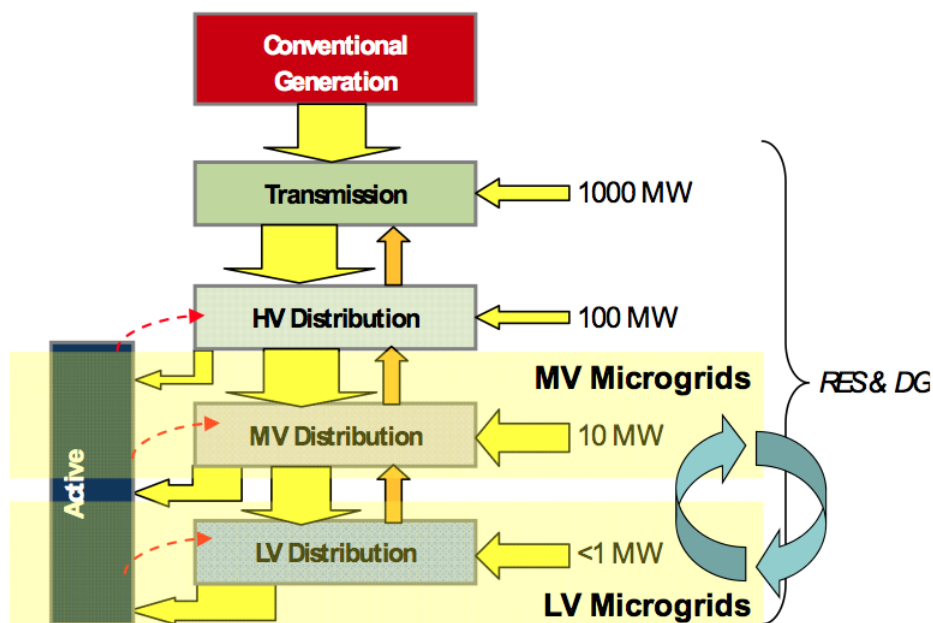 Conventional
Generation
Transmission
1000 MW
HV Distribution
100 MW
MV Microgrids
RES & DG
MV Distribution
10 MW
Active
LV Distribution
<1 MW
LV Microgrids